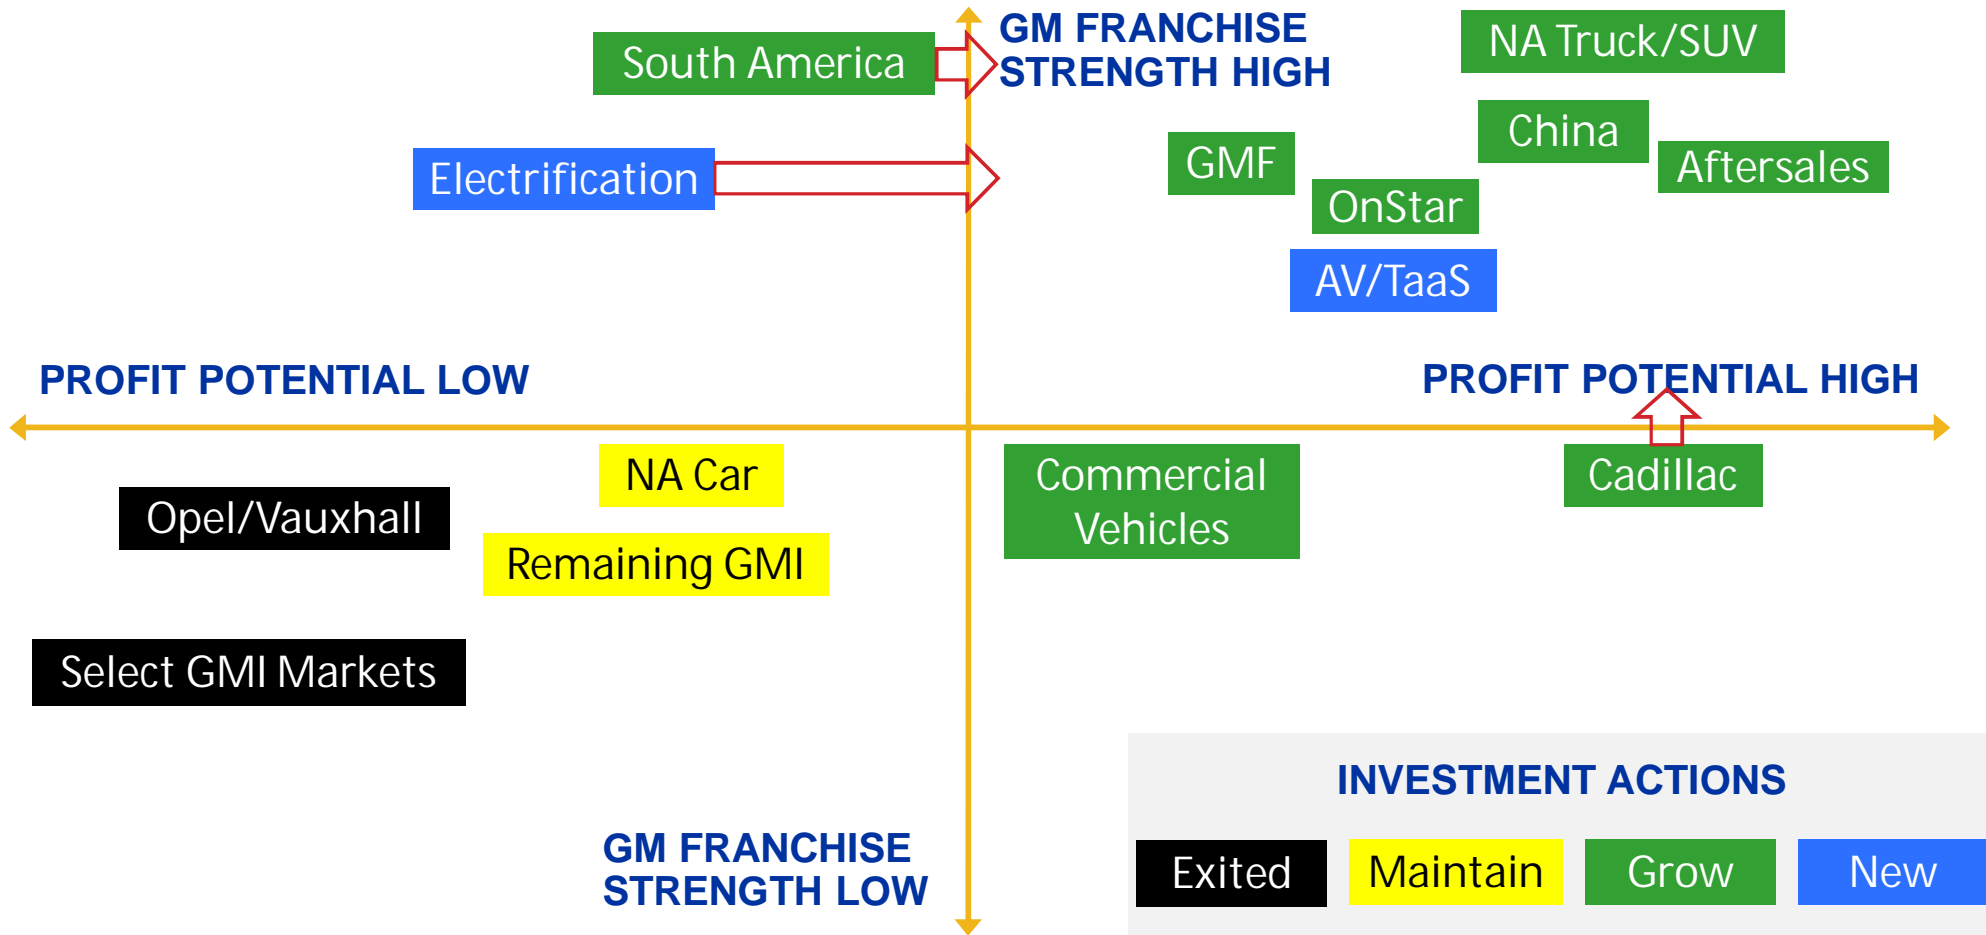 GM FRANCHISE
STRENGTH HIGH
South America
NA Truck/SUV
China
GMF
Aftersales
Electrification
OnStar
AV/TaaS
PROFIT POTENTIAL LOW
PROFIT POTENTIAL HIGH
NA Car
Commercial
Vehicles
Cadillac
Opel/Vauxhall
Remaining GMI
Select GMI Markets
GM FRANCHISE
STRENGTH LOW
INVESTMENT ACTIONS
Exited
Maintain
Grow
New